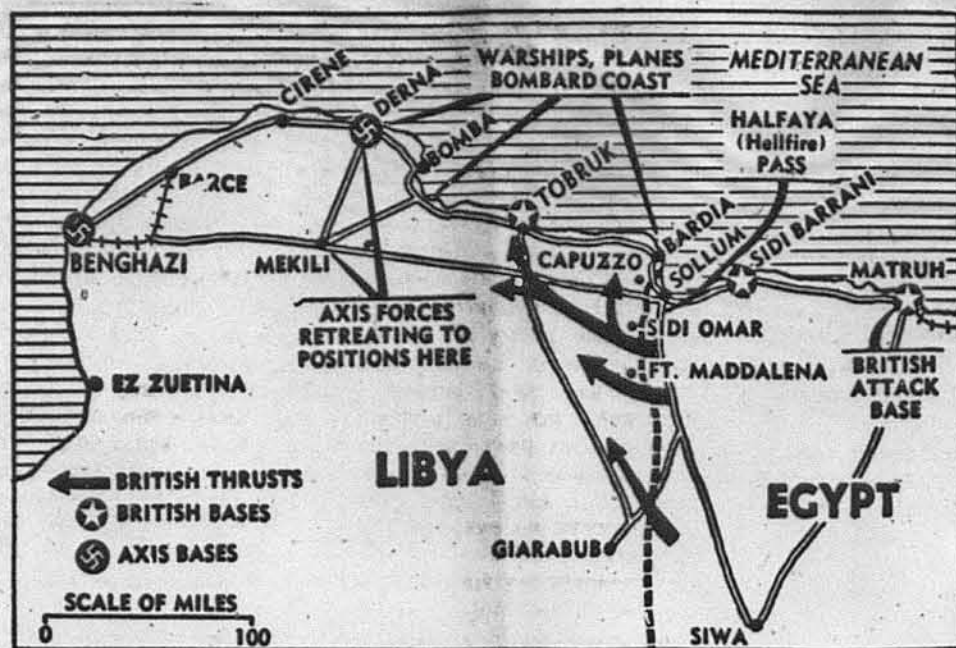 WARSHIPS, PLANES
BOMBARD COAST
MEDITERRANEAN
SEA
CIRENE
DERNA
BOMBA
HALFAYA
(Hellfire)
PASS
BARCE
TOBRUK
BARDIA
SOLLUM
SIDI BARRANI
BENGHAZI
MEKILI
CAPUZZO
MATRUH
AXIS FORCES
RETREATING TO
POSITIONS HERE
SIDI OMAR
FT. MADDALENA
BRITISH
ATTACK
BASE
EZ ZUETINA
LIBYA
EGYPT
BRITISH THRUSTS
BRITISH BASES
AXIS BASES
GIARABUB
SCALE OF MILES
0 100
SIWA